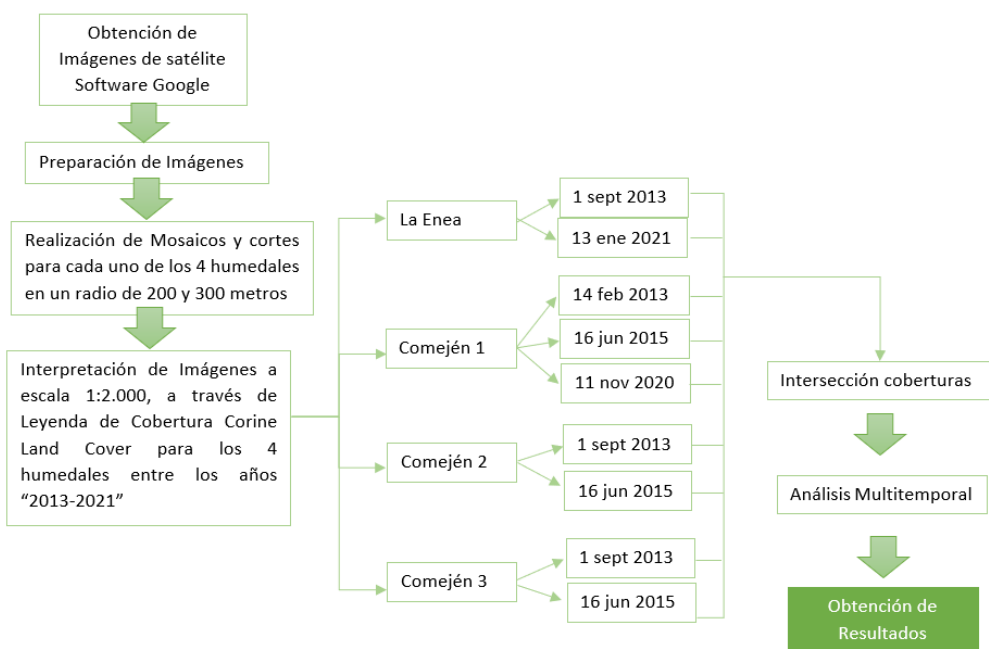 Obtención de
Imágenes de satélite
Software Google
Preparación de Imágenes
Realización de Mosaicos y cortes
para cada uno de los 4 humedales
en un radio de 200 y 300 metros
Interpretación de Imágenes a
escala 1:2.000, a través de
Leyenda de Cobertura Corine
Land Cover para los 4
humedales entre los años
“2013-2021”
La Enea
1 sept 2013
13 ene 2021
Comején 1
14 feb 2013
16 jun 2015
11 nov 2020
Comején 2
1 sept 2013
16 jun 2015
Comején 3
1 sept 2013
16 jun 2015
Intersección coberturas
Análisis Multitemporal
Obtención de
Resultados